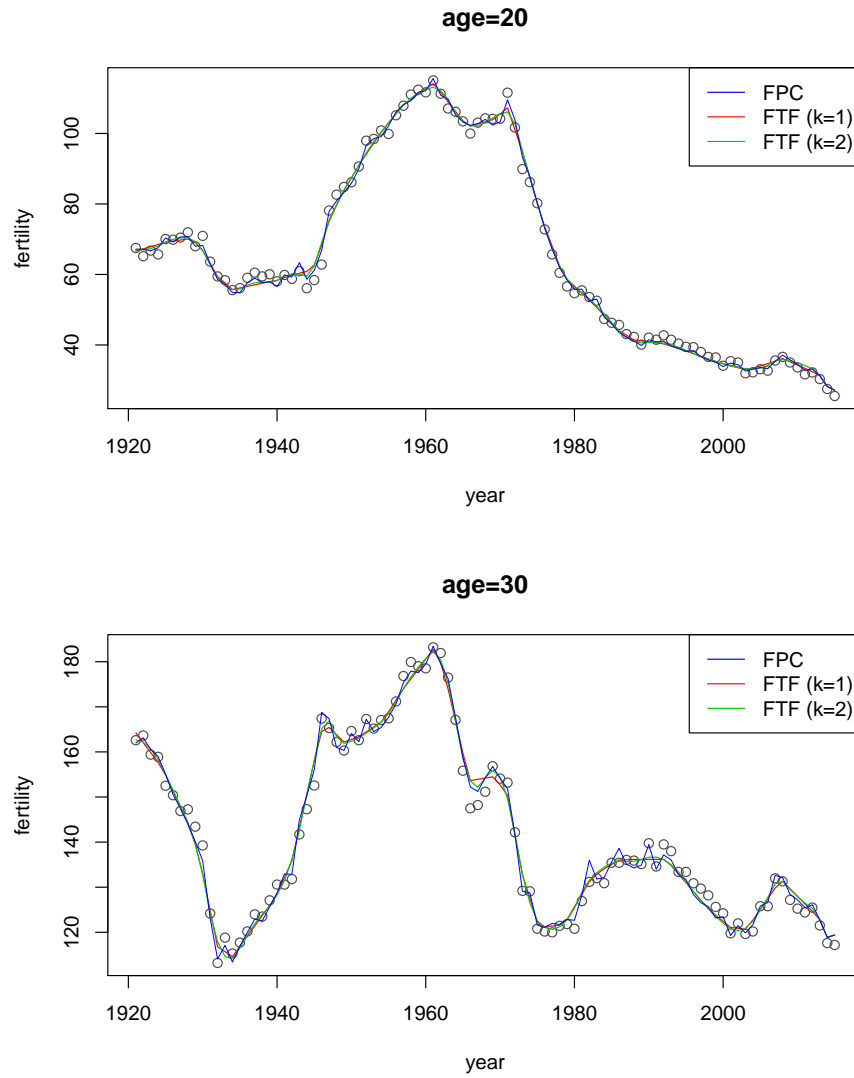 age=20
fertility
100
80
60
40
1920 1940 1960 1980 2000
year
FPC
FTF (k=1)
FTF (k=2)
age=30
fertility
180
160
140
120
1920 1940 1960 1980 2000
year
FPC
FTF (k=1)
FTF (k=2)